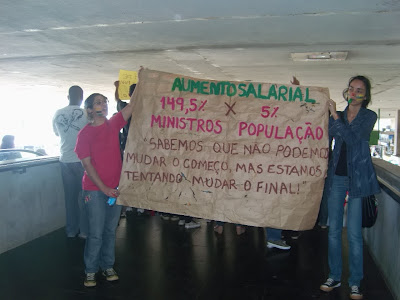 AUMENTO SALARIAL
149,5% X 5%
MINISTROS POPULAÇÃO
"SABEMOS QUE NÃO PODEMOS
MUDAR O COMEÇO, MAS ESTAMOS
TENTANDO MUDAR O FINAL!"